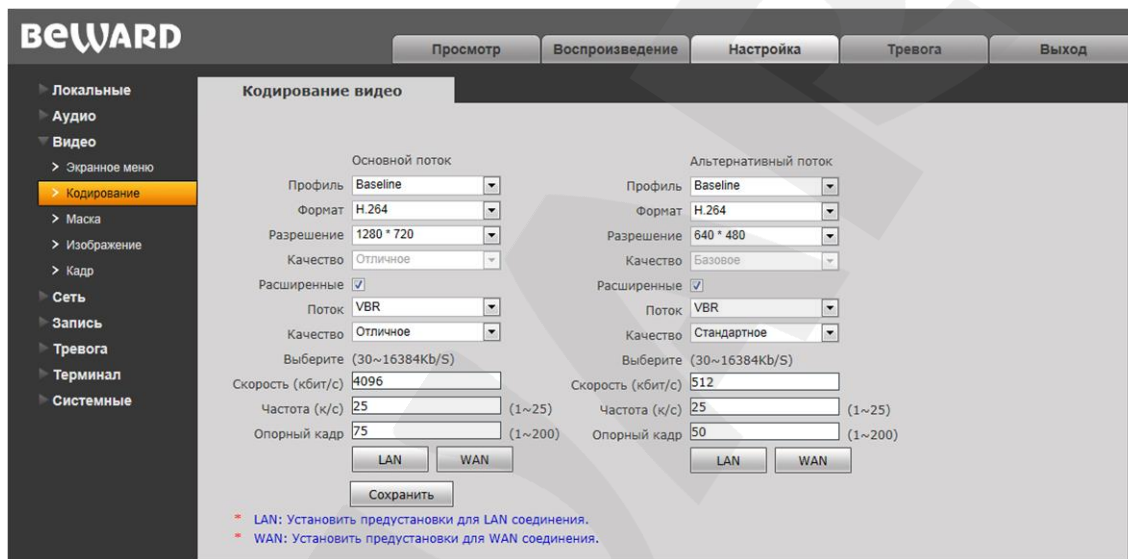 BEWARD
Просмотр Воспроизведение Настройка Тревога Выход
Локальные
Аудио
Видео
> Экранное меню
> Кодирование
> Маска
> Изображение
> Кадр
Сеть
Запись
Тревога
Терминал
Системные
Кодирование видео
Основной поток
Профиль Baseline
Формат H.264
Разрешение 1280 * 720
Качество Отличное
Расширенные
Поток VBR
Качество Отличное
Выберите (30~16384Kb/S)
Скорость (кбит/с) 4096
Частота (к/с) 25 (1~25)
Опорный кадр 75 (1~200)
LAN WAN
Альтернативный поток
Профиль Baseline
Формат H.264
Разрешение 640 * 480
Качество Базовое
Расширенные
Поток VBR
Качество Стандартное
Выберите (30~16384Kb/S)
Скорость (кбит/с) 512
Частота (к/с) 25 (1~25)
Опорный кадр 50 (1~200)
LAN WAN
Сохранить
* LAN: Установить предустановки для LAN соединения.
* WAN: Установить предустановки для WAN соединения.